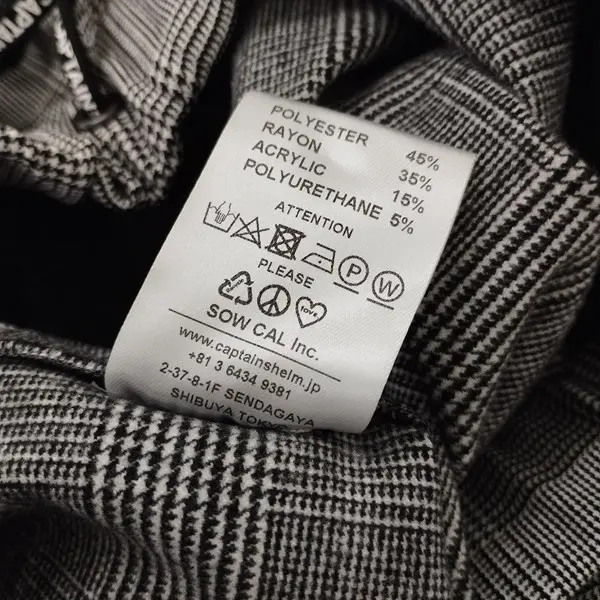 POLYESTER 45%
RAYON 35%
ACRYLIC 15%
POLYURETHANE 5%
ATTENTION
P W
PLEASE
love
SOW CAL Inc.
www.captainshelm.jp
+81 3 6434 9381
2-37-8-1F SENDAGAYA
SHIBUYA TOKYO